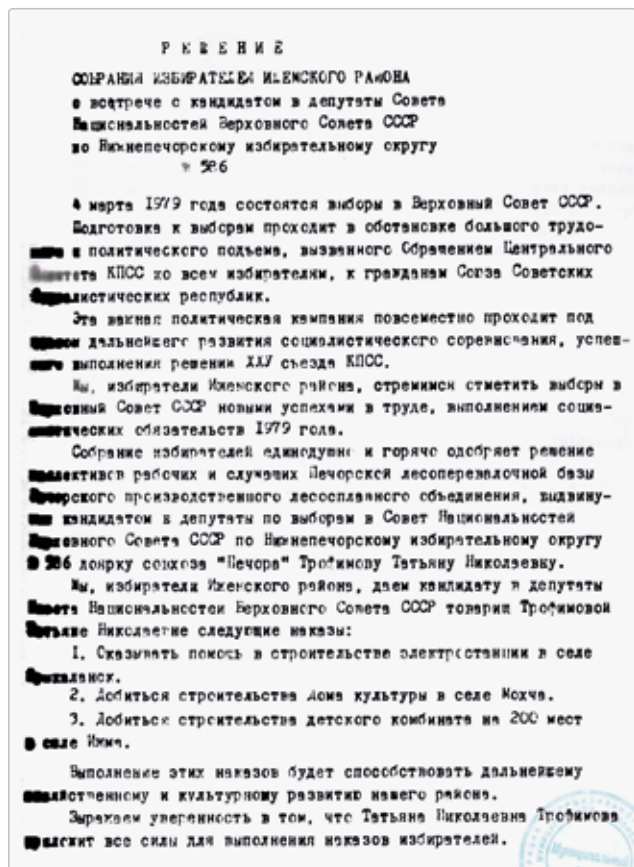 Р Е Ш Е Н И Е
СОБРАНИЯ ИЗБИРАТЕЛЕЙ ИЖЕМСКОГО РАЙОНА
о встрече с кандидатом в депутаты Совета
Национальностей Верховного Совета СССР
по Нижнепечорскому избирательному округу
№ 586
4 марта 1979 года состоятся выборы в Верховный Совет СССР.
Подготовка к выборам проходит в обстановке большого трудо-
вого и политического подъема, вызванного Обращением Центрального
Комитета КПСС ко всем избирателям, к гражданам Союза Советских
Социалистических республик.
Эта важная политическая кампания повсеместно проходит под
дальнейшего развития социалистического соревнования, успеш-
ного выполнения решений ХХУ съезда КПСС.
Мы, избиратели Ижемского района, стремимся отметить выборы в
Верховный Совет СССР новыми успехами в труде, выполнением социа-
листических обязательств 1979 года.
Собрание избирателей единодушно и горячо одобряет решение
коллективов рабочих и служащих Печорской лесоперевалочной базы
Печорского производственного лесосплавного объединения, выдвину-
кандидатом в депутаты по выборам в Совет Национальностей
Верховного Совета СССР по Нижнепечорскому избирательному округу
№ 586 доярку совхоза "Печора" Трофимову Татьяну Николаевну.
Мы, избиратели Ижемского района, даем кандидату в депутаты
Совета Национальностей Верховного Совета СССР товарищ Трофимовой
Татьяне Николаевне следующие наказы:
1. Оказывать помощь в строительстве электростанции в селе
Брыкаланск.
2. Добиться строительства Дома культуры в селе Мохча.
3. Добиться строительства детского комбината на 200 мест
в селе Ижма.
Выполнение этих наказов будет способствовать дальнейшему
хозяйственному и культурному развитию нашего района.
Выражаем уверенность в том, что Татьяна Николаевна Трофимова
приложит все силы для выполнения наказов избирателей.